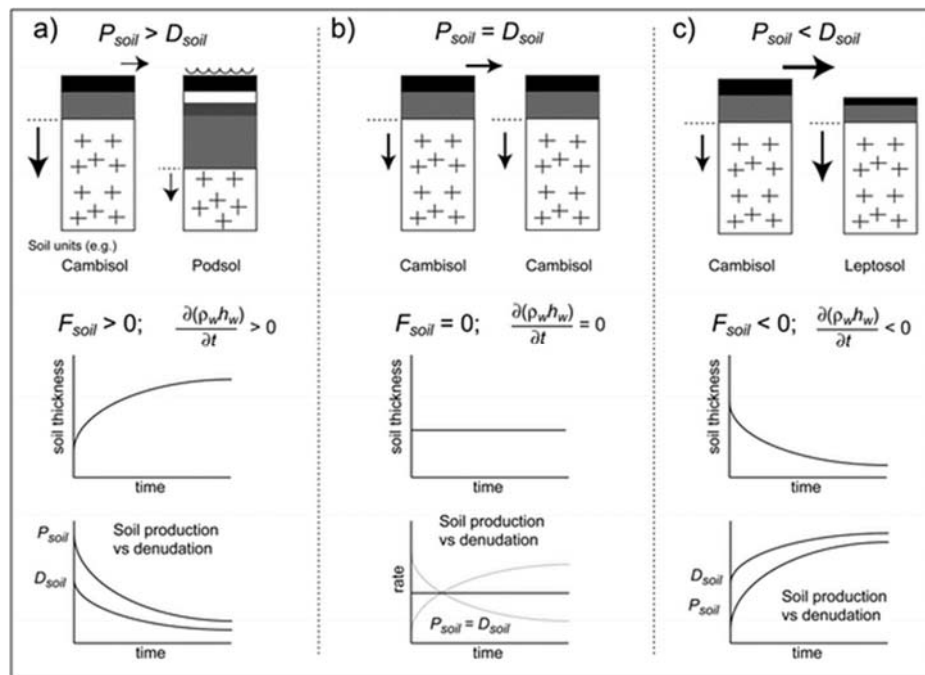 a)
P_soil > D_soil
Soil units (e.g.)
Cambisol
Podsol
F_soil > 0; ∂(ρ_w h_w)/∂t > 0
soil thickness
time
P_soil
D_soil
Soil production
vs denudation
time
b)
P_soil = D_soil
Cambisol
Cambisol
F_soil = 0; ∂(ρ_w h_w)/∂t = 0
soil thickness
time
Soil production
vs denudation
rate
P_soil = D_soil
time
c)
P_soil < D_soil
Cambisol
Leptosol
F_soil < 0; ∂(ρ_w h_w)/∂t < 0
soil thickness
time
D_soil
P_soil
Soil production
vs denudation
time